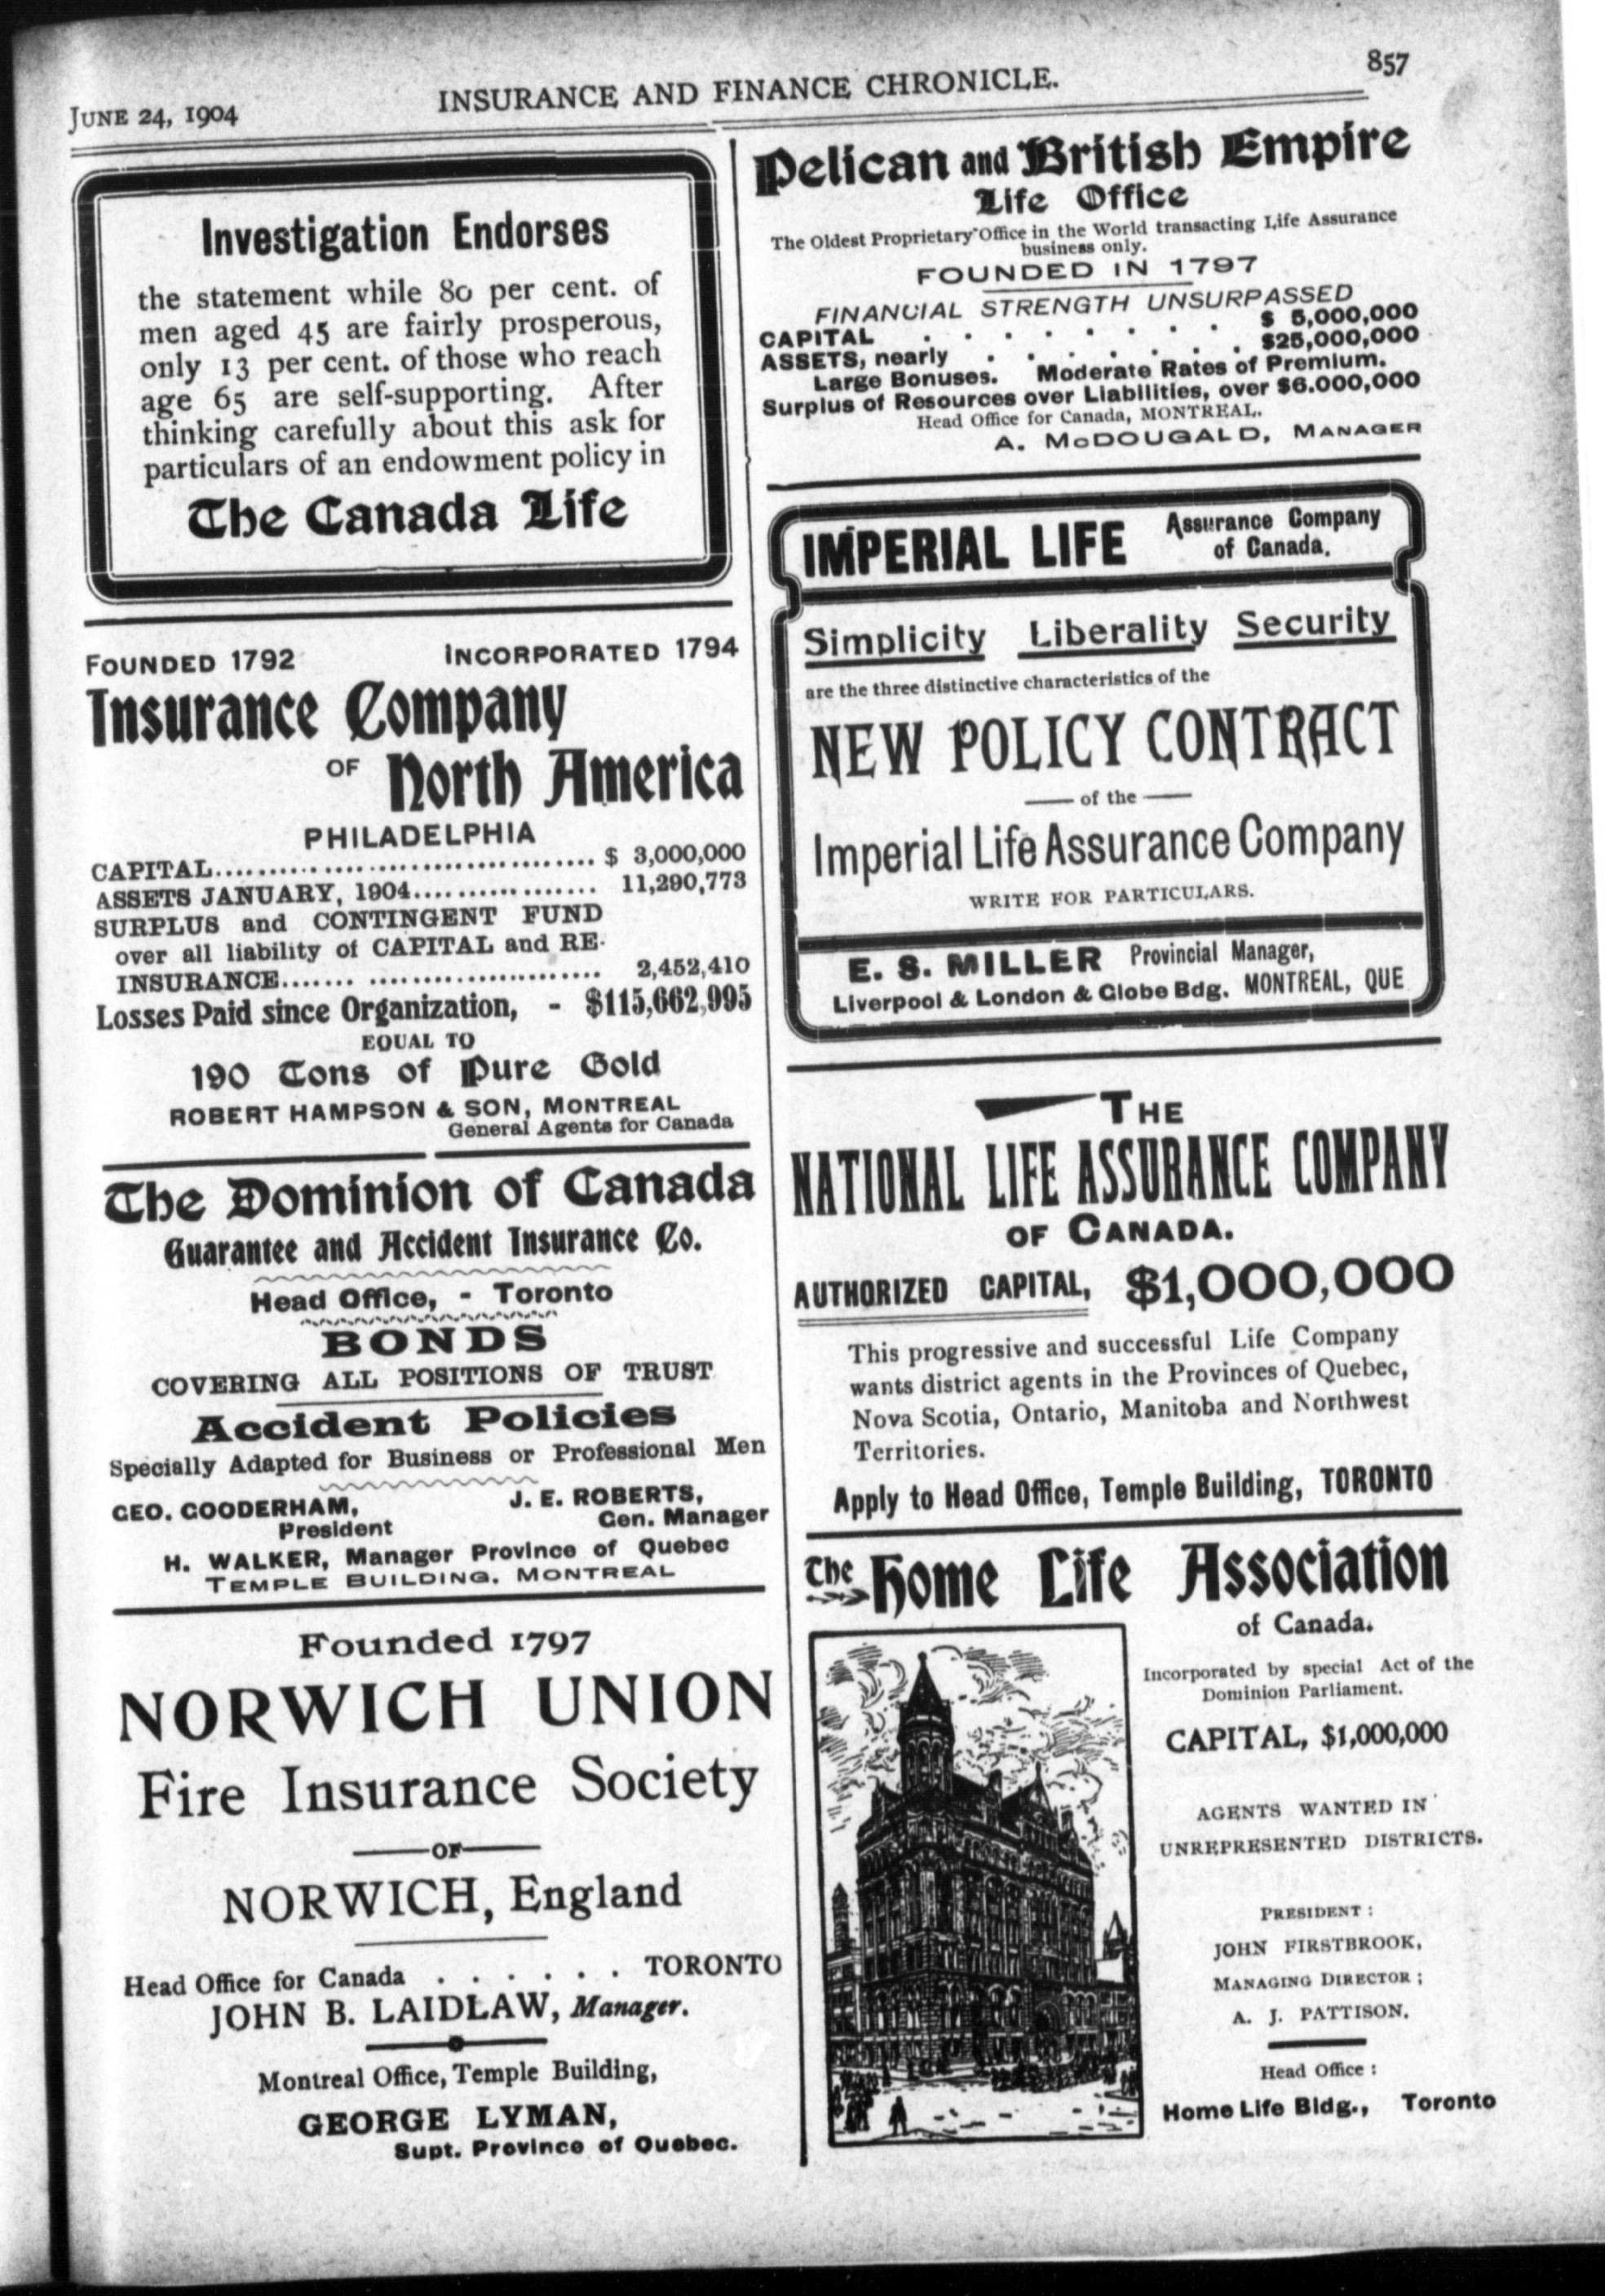 JUNE 24, 1904
INSURANCE AND FINANCE CHRONICLE.
857
Investigation Endorses
the statement while 80 per cent. of
men aged 45 are fairly prosperous,
only 13 per cent. of those who reach
age 65 are self-supporting. After
thinking carefully about this ask for
particulars of an endowment policy in
The Canada Life
FOUNDED 1792 INCORPORATED 1794
Insurance Company
OF North America
PHILADELPHIA
CAPITAL.................................... $ 3,000,000
ASSETS JANUARY, 1904................. 11,290,773
SURPLUS and CONTINGENT FUND
over all liability of CAPITAL and RE-
INSURANCE....... ...................... 2,452,410
Losses Paid since Organization, - $115,662,995
EQUAL TO
190 Tons of Pure Gold
ROBERT HAMPSON & SON, MONTREAL
General Agents for Canada
The Dominion of Canada
Guarantee and Accident Insurance Co.
Head Office, - Toronto
BONDS
COVERING ALL POSITIONS OF TRUST
Accident Policies
Specially Adapted for Business or Professional Men
GEO. GOODERHAM, J. E. ROBERTS,
President Gen. Manager
H. WALKER, Manager Province of Quebec
TEMPLE BUILDING. MONTREAL
Founded 1797
NORWICH UNION
Fire Insurance Society
OF
NORWICH, England
Head Office for Canada . . . . . . TORONTO
JOHN B. LAIDLAW, Manager.
Montreal Office, Temple Building,
GEORGE LYMAN,
Supt. Province of Quebec.
Pelican and British Empire
Life Office
The Oldest Proprietary Office in the World transacting Life Assurance
business only.
FOUNDED IN 1797
FINANCIAL STRENGTH UNSURPASSED
CAPITAL . . . . . . . . $ 5,000,000
ASSETS, nearly . . . . . . . $25,000,000
Large Bonuses. Moderate Rates of Premium.
Surplus of Resources over Liabilities, over $6.000,000
Head Office for Canada, MONTREAL.
A. McDOUGALD, MANAGER
IMPERIAL LIFE Assurance Company
of Canada.
Simplicity Liberality Security
are the three distinctive characteristics of the
NEW POLICY CONTRACT
of the
Imperial Life Assurance Company
WRITE FOR PARTICULARS.
E. S. MILLER Provincial Manager,
Liverpool & London & Globe Bdg. MONTREAL, QUE
THE
NATIONAL LIFE ASSURANCE COMPANY
OF CANADA.
AUTHORIZED CAPITAL, $1,000,000
This progressive and successful Life Company
wants district agents in the Provinces of Quebec,
Nova Scotia, Ontario, Manitoba and Northwest
Territories.
Apply to Head Office, Temple Building, TORONTO
The Home Life Association
of Canada.
Incorporated by special Act of the
Dominion Parliament.
CAPITAL, $1,000,000
AGENTS WANTED IN
UNREPRESENTED DISTRICTS.
PRESIDENT :
JOHN FIRSTBROOK,
MANAGING DIRECTOR ;
A. J. PATTISON.
Head Office :
Home Life Bldg., Toronto